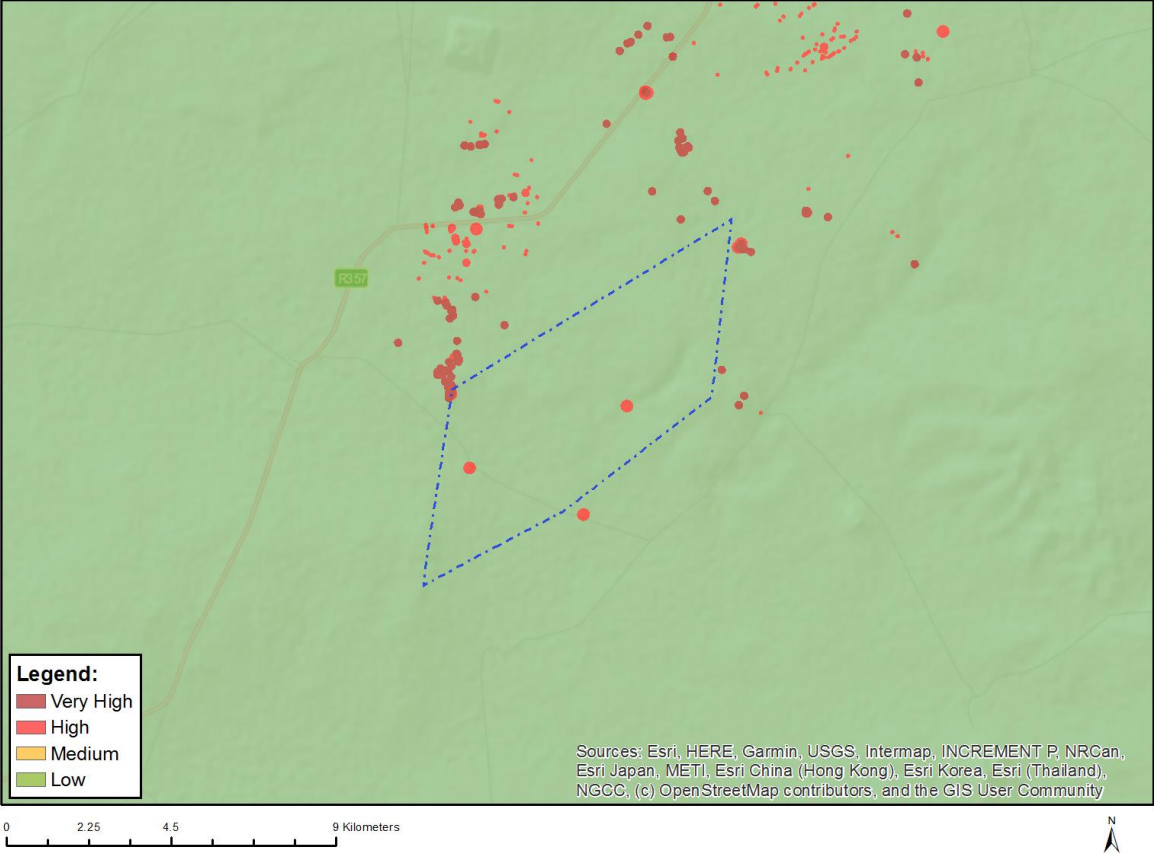 R357
Legend:
Very High
High
Medium
Low
Sources: Esri, HERE, Garmin, USGS, Intermap, INCREMENT P, NRCan,
Esri Japan, METI, Esri China (Hong Kong), Esri Korea, Esri (Thailand),
NGCC, (c) OpenStreetMap contributors, and the GIS User Community
0 2.25 4.5 9 Kilometers
N